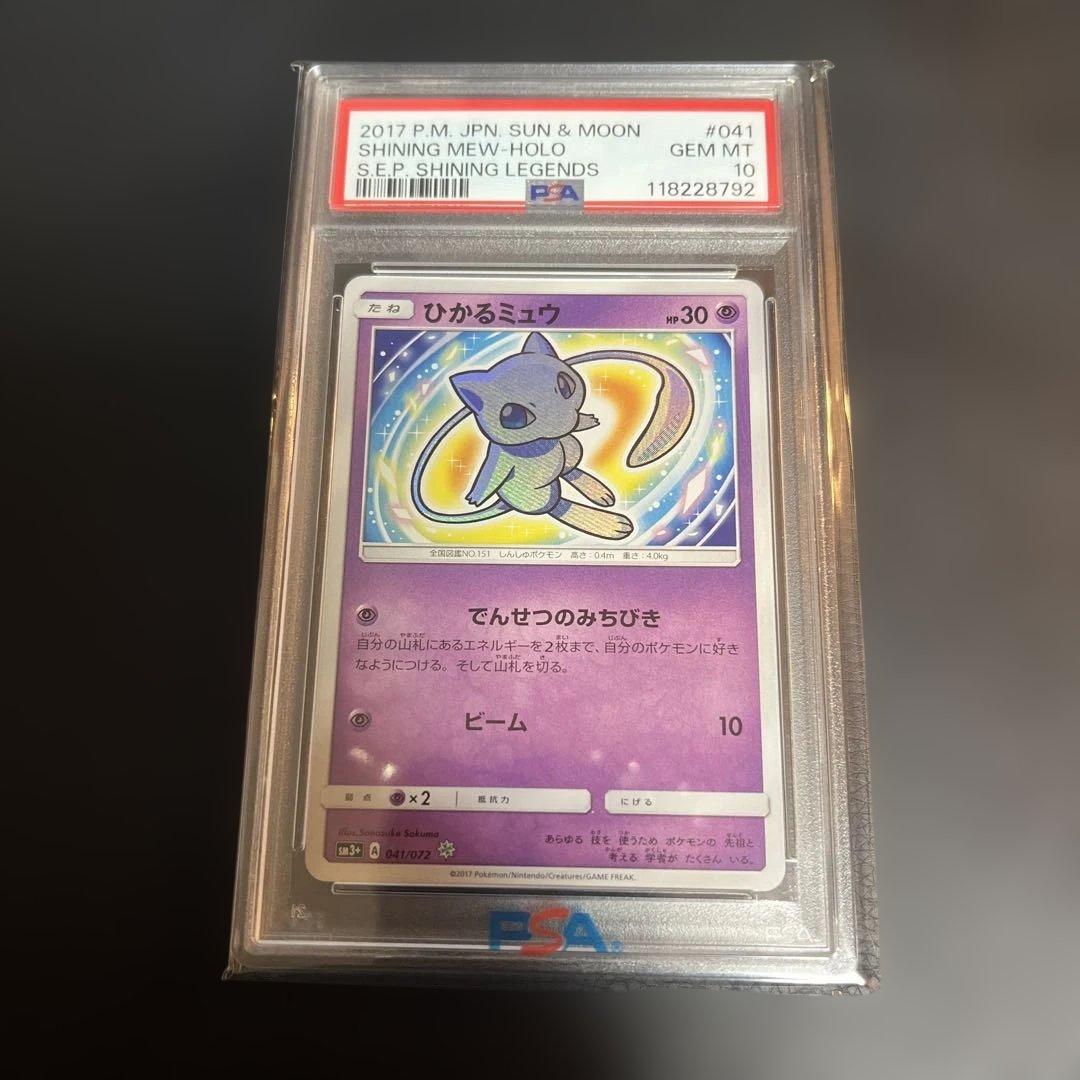 2017 P.M. JPN. SUN & MOON #041
SHINING MEW-HOLO GEM MT
S.E.P. SHINING LEGENDS 10
PSA 118228792
たね ひかるミュウ HP30
全国図鑑NO.151 しんしゅポケモン 高さ:0.4m 重さ:4.0kg
でんせつのみちびき
自分の山札にあるエネルギーを2枚まで、自分のポケモンに好き
なようにつける。そして山札を切る。
ビーム 10
弱点 ×2 抵抗力 にげる
Illus.Sanosuke Sakuma
あらゆる 技を 使うため ポケモンの 先祖と
考える 学者が たくさん いる。
SM3+ A 041/072
©2017 Pokémon/Nintendo/Creatures/GAME FREAK.
PSA